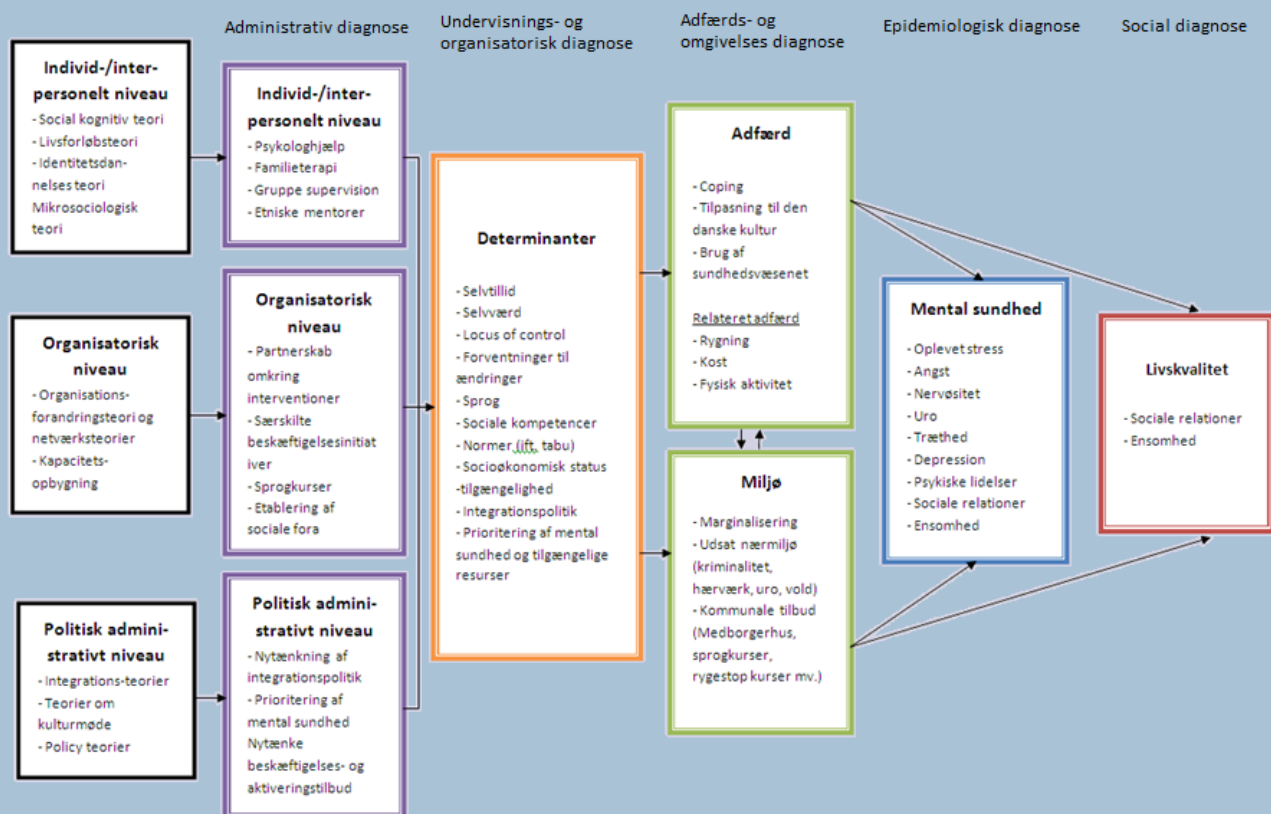 Administrativ diagnose
Undervisnings- og
organisatorisk diagnose
Adfærds- og
omgivelses diagnose
Epidemiologisk diagnose
Social diagnose
Individ-/inter-
personelt niveau
- Social kognitiv teori
- Livsforløbsteori
- Identitetsdan-
nelses teori
Mikrosociologisk
teori
Organisatorisk
niveau
- Organisations-
forandringsteori og
netværksteorier
- Kapacitets-
opbygning
Politisk admini-
strativt niveau
- Integrations-teorier
- Teorier om
kulturmøde
- Policy teorier
Individ-/inter-
personelt niveau
- Psykologhjælp
- Familieterapi
- Gruppe supervision
- Etniske mentorer
Organisatorisk
niveau
- Partnerskab
omkring
interventioner
- Særskilte
beskæftigelsesinitiat
iver
- Sprogkurser
- Etablering af
sociale fora
Politisk admini-
strativt niveau
- Nytænkning af
integrationspolitik
- Prioritering af
mental sundhed
Nytænke
beskæftigelses- og
aktiveringstilbud
Determinanter
- Selvtillid
- Selvværd
- Locus of control
- Forventninger til
ændringer
- Sprog
- Sociale kompetencer
- Normer (ift. tabu)
- Socioøkonomisk status
-tilgængelighed
- Integrationspolitik
- Prioritering af mental
sundhed og tilgængelige
resurser
Adfærd
- Coping
- Tilpasning til den
danske kultur
- Brug af
sundhedsvæsenet
Relateret adfærd
- Rygning
- Kost
- Fysisk aktivitet
Miljø
- Marginalisering
- Udsat nærmiljø
(kriminalitet,
hærværk, uro, vold)
- Kommunale tilbud
(Medborgerhus,
sprogkurser,
rygestop kurser mv.)
Mental sundhed
- Oplevet stress
- Angst
- Nervøsitet
- Uro
- Træthed
- Depression
- Psykiske lidelser
- Sociale relationer
- Ensomhed
Livskvalitet
- Sociale relationer
- Ensomhed